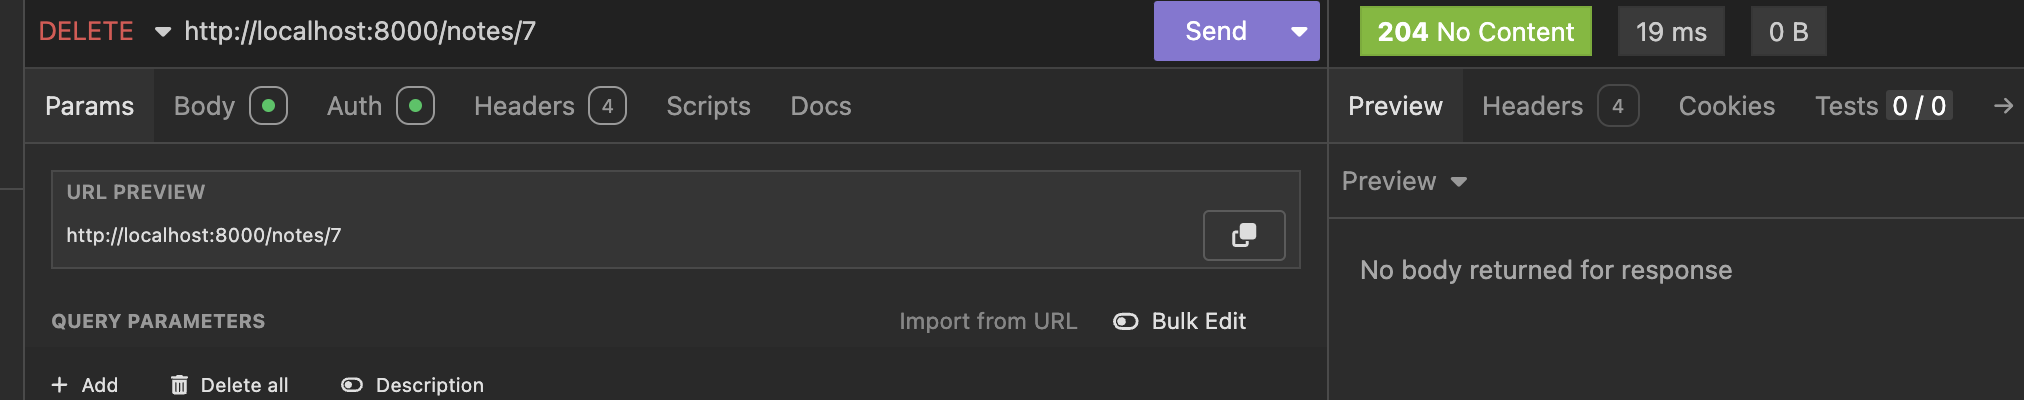 DELETE http://localhost:8000/notes/7 Send
204 No Content 19 ms 0 B
Params Body Auth Headers 4 Scripts Docs
Preview Headers 4 Cookies Tests 0 / 0
URL PREVIEW
http://localhost:8000/notes/7
Preview
No body returned for response
QUERY PARAMETERS Import from URL Bulk Edit
+ Add Delete all Description